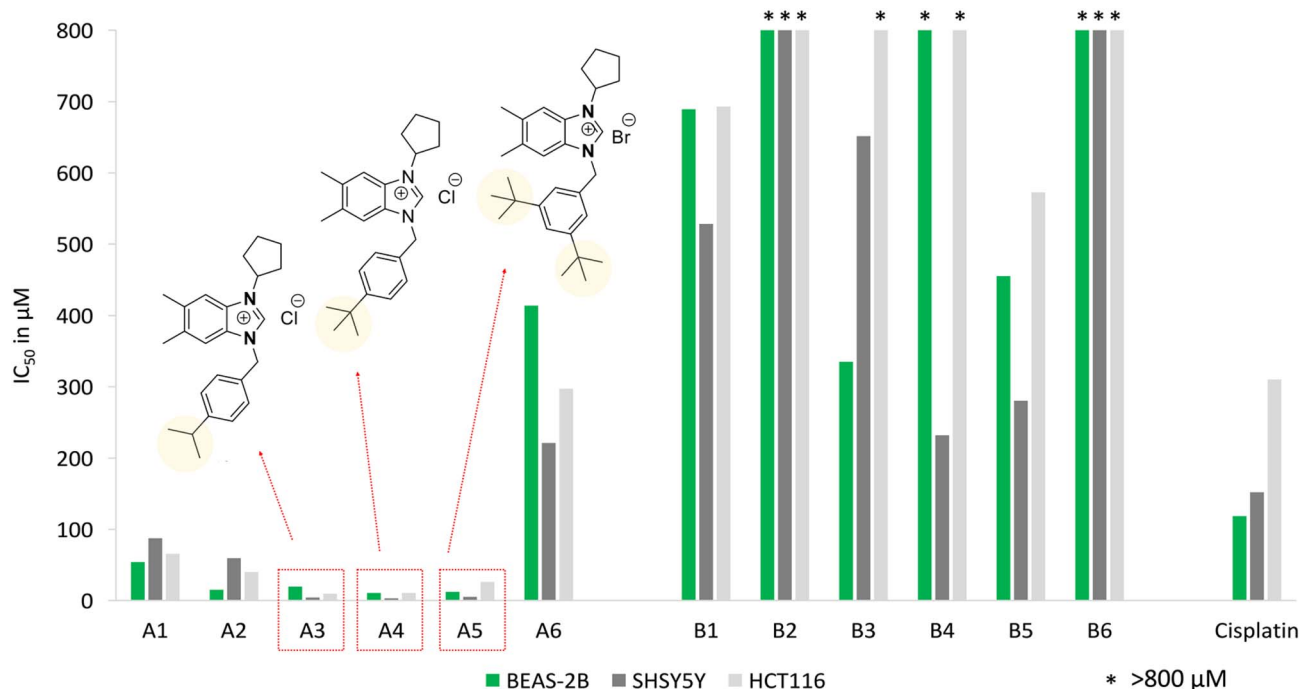 800
700
600
500
400
300
200
100
0
IC₅₀ in µM
N
N
⊕
Cl⊖
N
N
⊕
Cl⊖
N
N
⊕
Br⊖
* * *
*
* *
* * *
A1 A2 A3 A4 A5 A6 B1 B2 B3 B4 B5 B6 Cisplatin
BEAS-2B SHSY5Y HCT116 * >800 µM